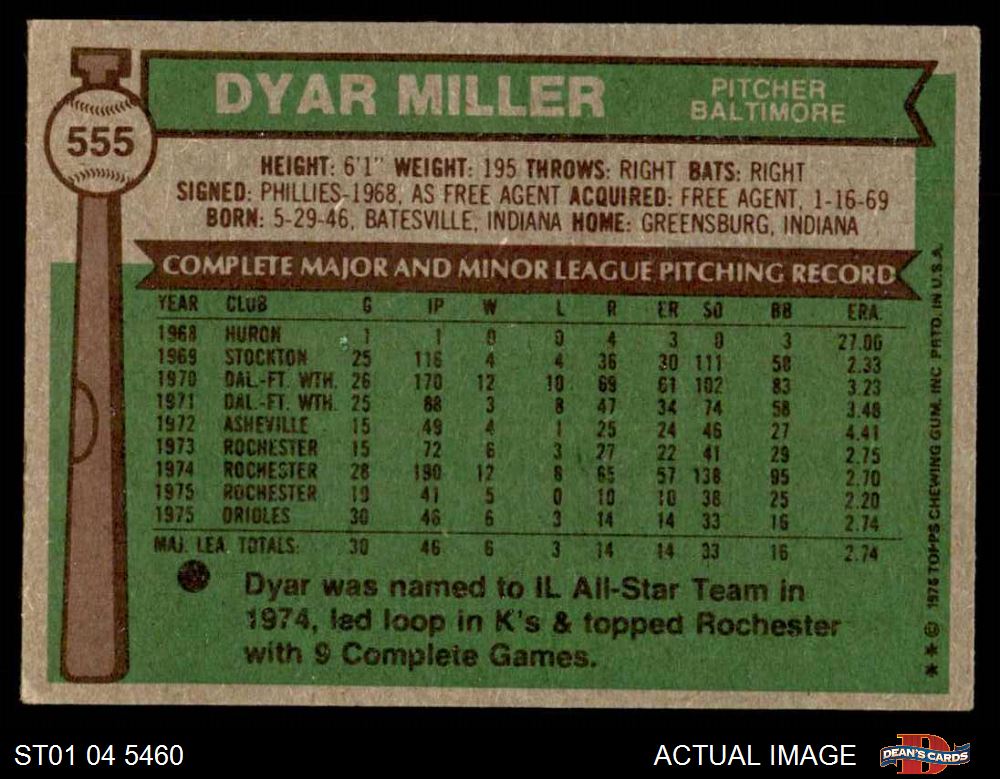 555
DYAR MILLER
PITCHER
BALTIMORE
HEIGHT: 6'1" WEIGHT: 195 THROWS: RIGHT BATS: RIGHT
SIGNED: PHILLIES-1968, AS FREE AGENT ACQUIRED: FREE AGENT, 1-16-69
BORN: 5-29-46, BATESVILLE, INDIANA HOME: GREENSBURG, INDIANA
COMPLETE MAJOR AND MINOR LEAGUE PITCHING RECORD
YEAR CLUB G IP W L R ER SO BB ERA
1968 HURON 1 1 0 0 4 3 0 3 27.00
1969 STOCKTON 25 116 4 4 36 30 111 58 2.33
1970 DAL.-FT. WTH. 26 170 12 10 69 61 102 83 3.23
1971 DAL.-FT. WTH. 25 88 3 8 47 34 74 58 3.48
1972 ASHEVILLE 15 49 4 1 25 24 46 27 4.41
1973 ROCHESTER 15 72 6 3 27 22 41 29 2.75
1974 ROCHESTER 28 190 12 8 65 57 138 95 2.70
1975 ROCHESTER 19 41 5 0 10 10 38 25 2.20
1975 ORIOLES 30 46 6 3 14 14 33 16 2.74
MAJ. LEA. TOTALS: 30 46 6 3 14 14 33 16 2.74
Dyar was named to IL All-Star Team in
1974, led loop in K's & topped Rochester
with 9 Complete Games.
* * © 1976 TOPPS CHEWING GUM, INC PRTD. IN U.S.A.
ST01 04 5460
ACTUAL IMAGE
DEAN'S CARDS